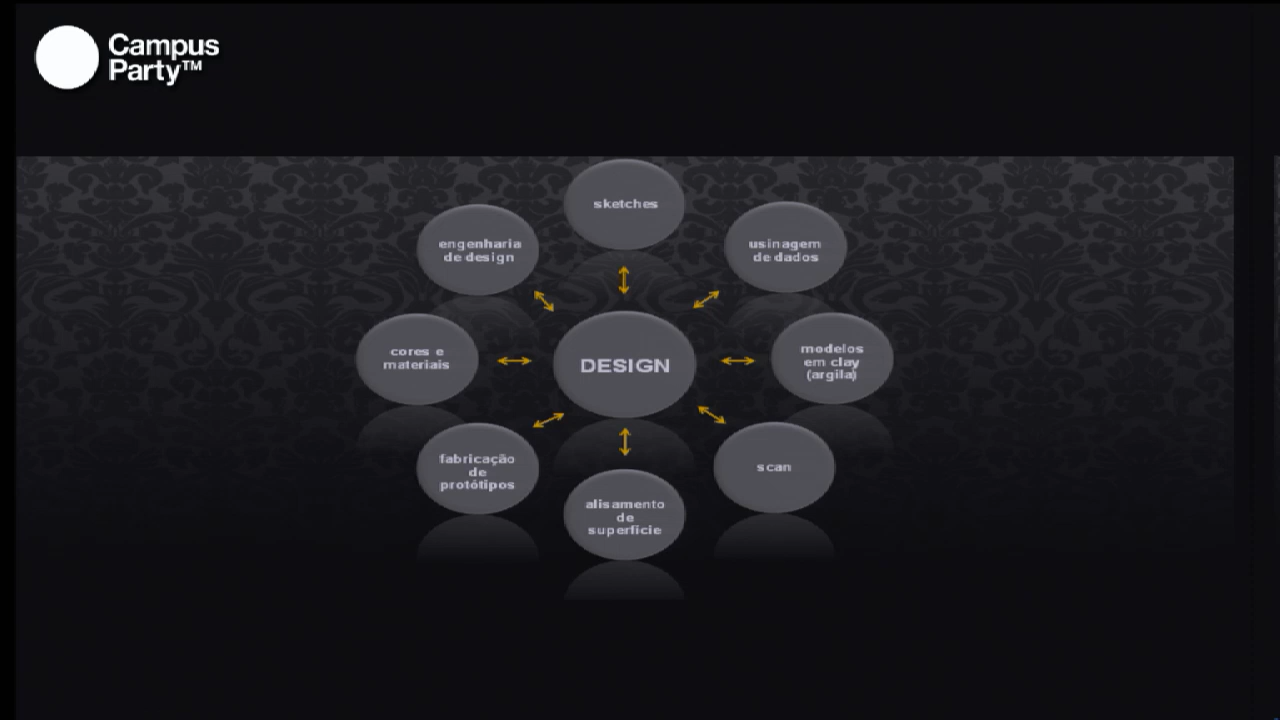 Campus
Party™
sketches
engenharia
de design
usinagem
de dados
cores e
materiais
DESIGN
modelos
em clay
(argila)
fabricação
de
protótipos
scan
alisamento
de
superfície